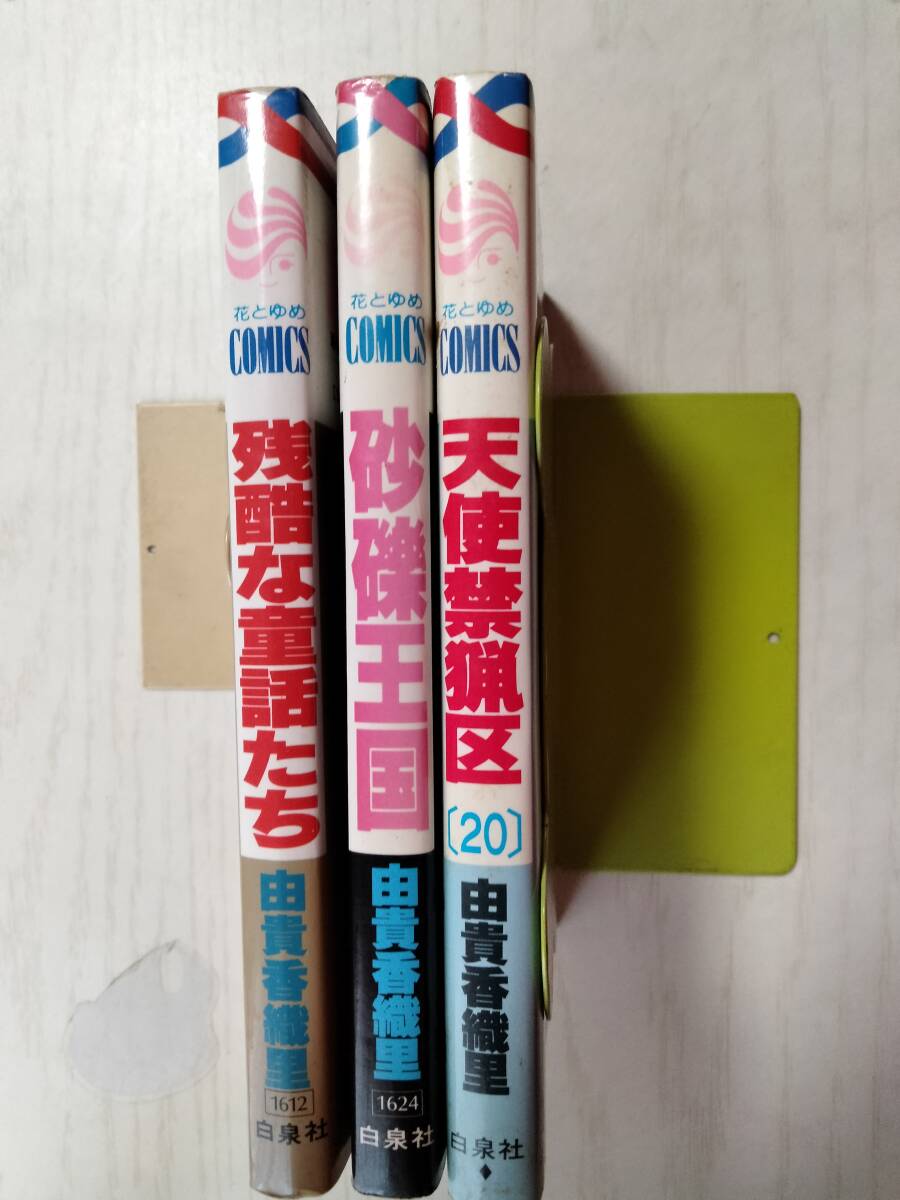 花とゆめ
COMICS
残酷な童話たち
由貴香織里
1612
白泉社
花とゆめ
COMICS
砂礫王国
由貴香織里
1624
白泉社
花とゆめ
COMICS
天使禁猟区
〔20〕
由貴香織里
白泉社